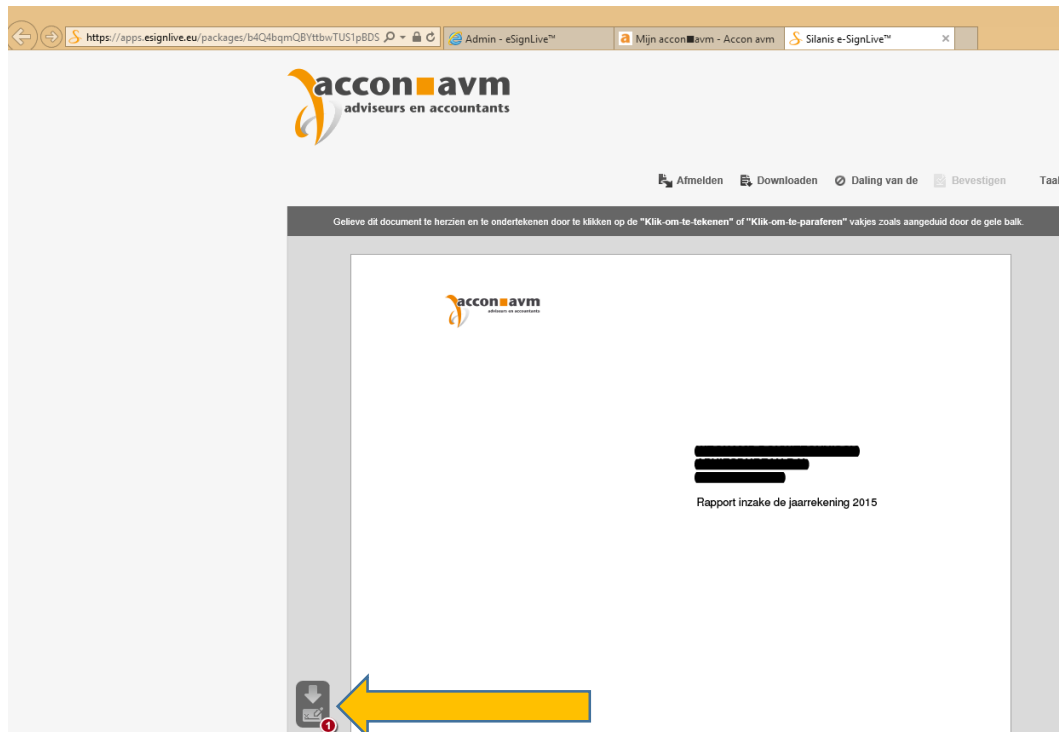 https://apps.esignlive.eu/packages/b4Q4bqmQBYttbwTUS1pBDS
Admin - eSignLive™
a Mijn accon■avm - Accon avm
Silanis e-SignLive™
accon■avm
adviseurs en accountants
Afmelden Downloaden Daling van de Bevestigen Taal
Gelieve dit document te herzien en te ondertekenen door te klikken op de "Klik-om-te-tekenen" of "Klik-om-te-paraferen" vakjes zoals aangeduid door de gele balk.
accon■avm
adviseurs en accountants
Rapport inzake de jaarrekening 2015
1